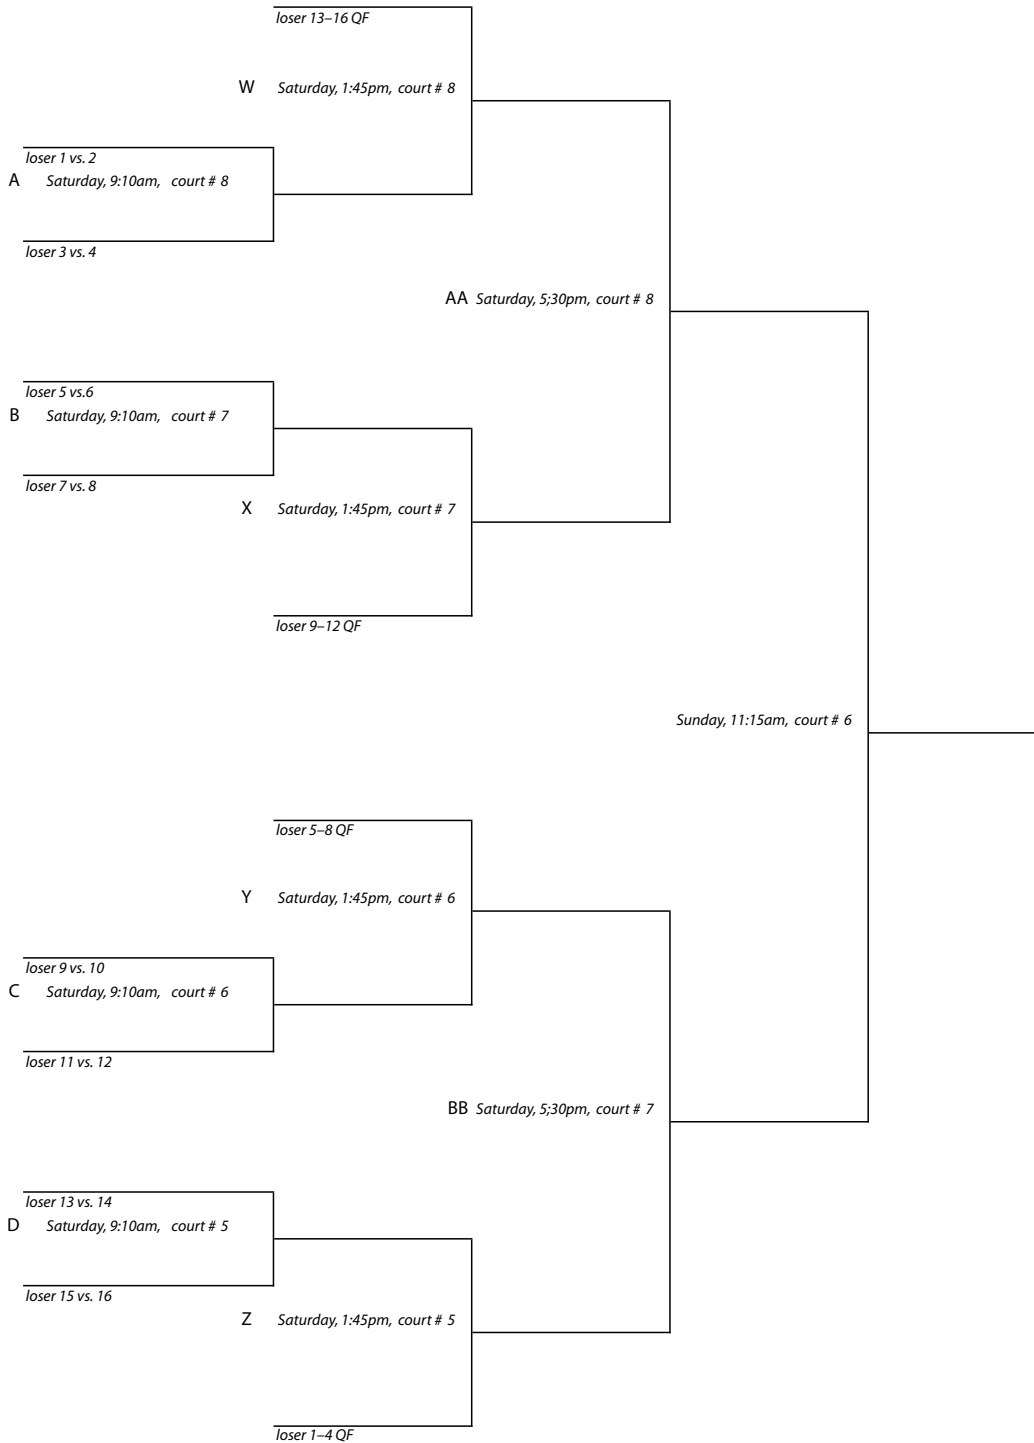 loser 13–16 QF
W Saturday, 1:45pm, court # 8
loser 1 vs. 2
A Saturday, 9:10am, court # 8
loser 3 vs. 4
AA Saturday, 5;30pm, court # 8
loser 5 vs.6
B Saturday, 9:10am, court # 7
loser 7 vs. 8
X Saturday, 1:45pm, court # 7
loser 9–12 QF
Sunday, 11:15am, court # 6
loser 5–8 QF
Y Saturday, 1:45pm, court # 6
loser 9 vs. 10
C Saturday, 9:10am, court # 6
loser 11 vs. 12
BB Saturday, 5;30pm, court # 7
loser 13 vs. 14
D Saturday, 9:10am, court # 5
loser 15 vs. 16
Z Saturday, 1:45pm, court # 5
loser 1–4 QF